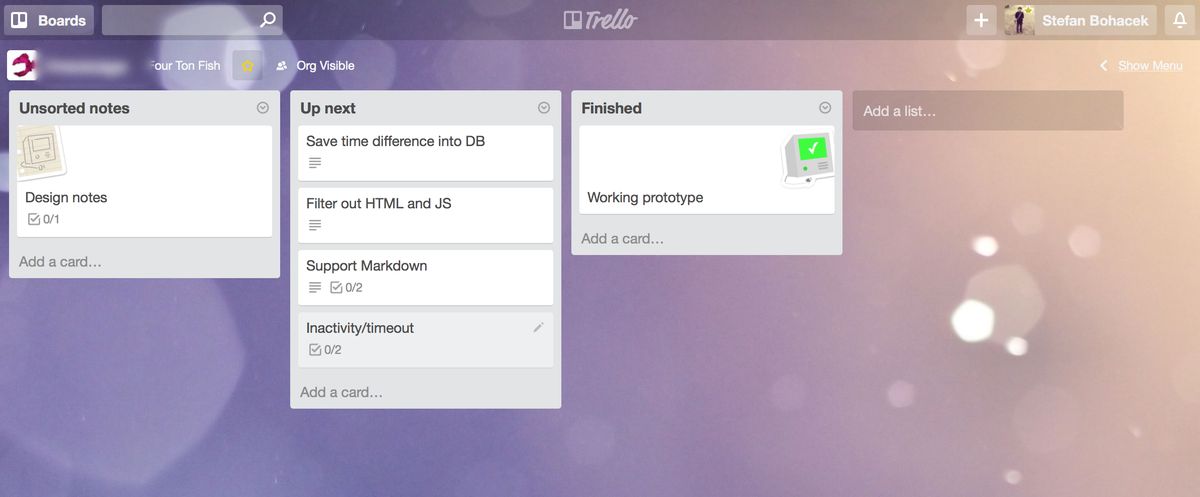 Boards
Trello
Stefan Bohacek
Four Ton Fish
Org Visible
Show Menu
Unsorted notes
Design notes
0/1
Add a card…
Up next
Save time difference into DB
Filter out HTML and JS
Support Markdown
0/2
Inactivity/timeout
0/2
Add a card…
Finished
Working prototype
Add a card…
Add a list…